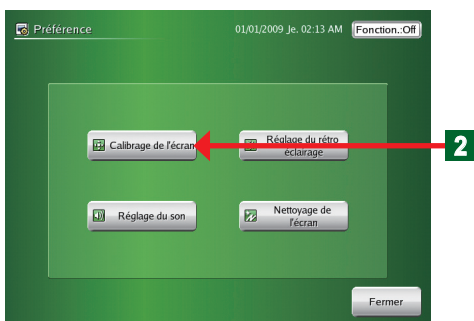 Préférence
01/01/2009 Je. 02:13 AM
Fonction.:Off
Calibrage de l'écran
Réglage du rétro
éclairage
2
Réglage du son
Nettoyage de
l'écran
Fermer